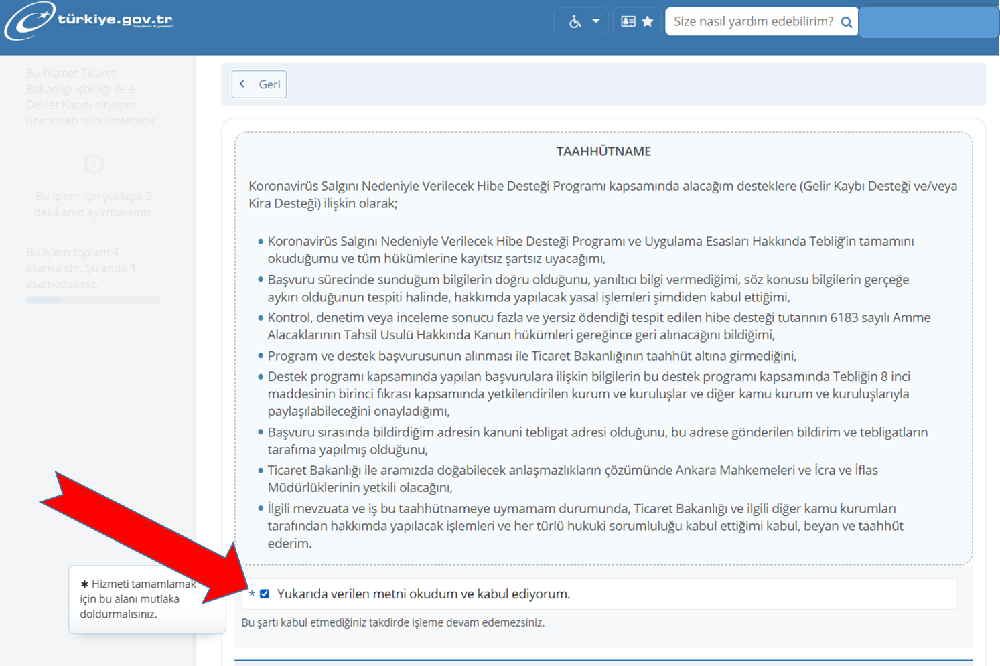 türkiye.gov.tr
Size nasıl yardım edebilirim?
Bu hizmet Ticaret
Bakanlığı işbirliği ile e-
Devlet Kapısı altyapısı
üzerinden sunulmaktadır.
Bu işlem için yaklaşık 5
dakikanızı ayırmalısınız.
Bu işlem toplam 4
aşamalıdır. Şu anda 1.
aşamadasınız.
Geri
TAAHHÜTNAME
Koronavirüs Salgını Nedeniyle Verilecek Hibe Desteği Programı kapsamında alacağım desteklere (Gelir Kaybı Desteği ve/veya
Kira Desteği) ilişkin olarak;
• Koronavirüs Salgını Nedeniyle Verilecek Hibe Desteği Programı ve Uygulama Esasları Hakkında Tebliğ’in tamamını
okuduğumu ve tüm hükümlerine kayıtsız şartsız uyacağımı,
• Başvuru sürecinde sunduğum bilgilerin doğru olduğunu, yanıltıcı bilgi vermediğimi, söz konusu bilgilerin gerçeğe
aykırı olduğunun tespiti halinde, hakkımda yapılacak yasal işlemleri şimdiden kabul ettiğimi,
• Kontrol, denetim veya inceleme sonucu fazla ve yersiz ödendiği tespit edilen hibe desteği tutarının 6183 sayılı Amme
Alacaklarının Tahsil Usulü Hakkında Kanun hükümleri gereğince geri alınacağını bildiğimi,
• Program ve destek başvurusunun alınması ile Ticaret Bakanlığının taahhüt altına girmediğini,
• Destek programı kapsamında yapılan başvurulara ilişkin bilgilerin bu destek programı kapsamında Tebliğin 8 inci
maddesinin birinci fıkrası kapsamında yetkilendirilen kurum ve kuruluşlar ve diğer kamu kurum ve kuruluşlarıyla
paylaşılabileceğini onayladığımı,
• Başvuru sırasında bildirdiğim adresin kanuni tebligat adresi olduğunu, bu adrese gönderilen bildirim ve tebligatların
tarafıma yapılmış olduğunu,
• Ticaret Bakanlığı ile aramızda doğabilecek anlaşmazlıkların çözümünde Ankara Mahkemeleri ve İcra ve İflas
Müdürlüklerinin yetkili olacağını,
• İlgili mevzuata ve iş bu taahhütnameye uymamam durumunda, Ticaret Bakanlığı ve ilgili diğer kamu kurumları
tarafından hakkımda yapılacak işlemleri ve her türlü hukuki sorumluluğu kabul ettiğimi kabul, beyan ve taahhüt
ederim.
* Hizmeti tamamlamak
için bu alanı mutlaka
doldurmalısınız.
* Yukarıda verilen metni okudum ve kabul ediyorum.
Bu şartı kabul etmediğiniz takdirde işleme devam edemezsiniz.